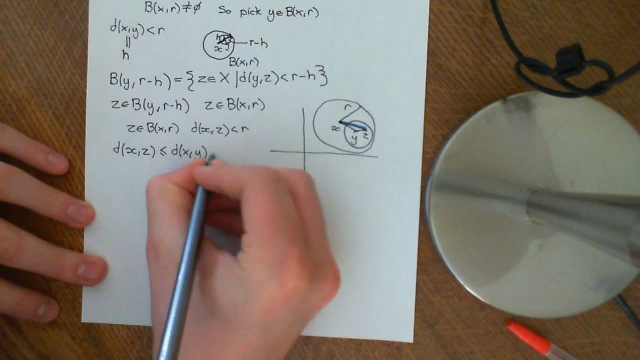 B(x,r)≠∅ So pick y∈B(x,r)
d(x,y)<r
||
h
h
r-h
x
y
B(x,r)
B(y,r-h)={z∈X|d(y,z)<r-h}
z∈B(y,r-h) z∈B(x,r)
z∈B(x,r) d(x,z)<r
d(x,z)≤d(x,y)
r
x
y
z